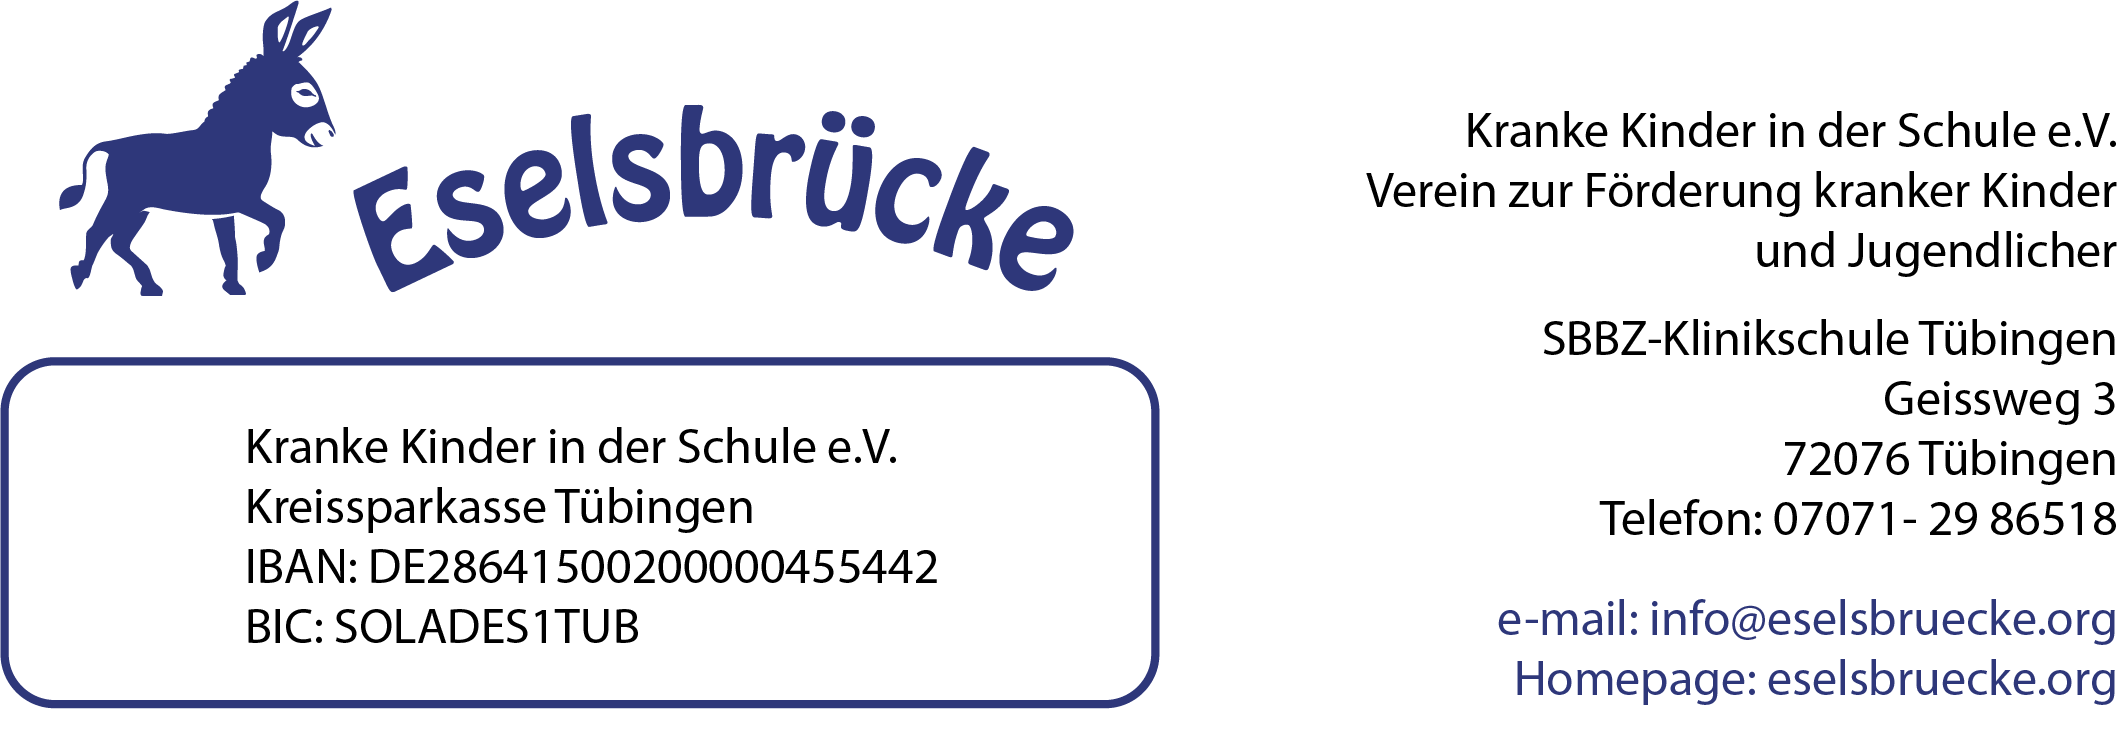 Eselsbrücke
Kranke Kinder in der Schule e.V.
Verein zur Förderung kranker Kinder
und Jugendlicher
SBBZ-Klinikschule Tübingen
Geissweg 3
72076 Tübingen
Telefon: 07071- 29 86518
e-mail: info@eselsbruecke.org
Homepage: eselsbruecke.org
Kranke Kinder in der Schule e.V.
Kreissparkasse Tübingen
IBAN: DE28641500200000455442
BIC: SOLADES1TUB